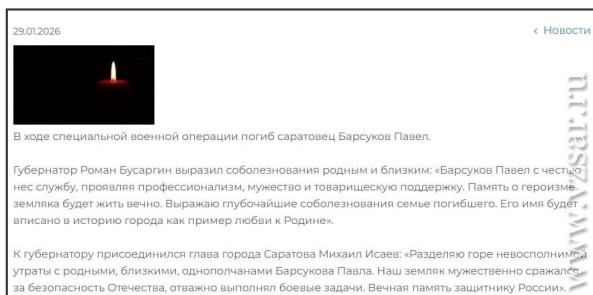 29.01.2026
‹ Новости
В ходе специальной военной операции погиб саратовец Барсуков Павел.
Губернатор Роман Бусаргин выразил соболезнования родным и близким: «Барсуков Павел с честью
нес службу, проявляя профессионализм, мужество и товарищескую поддержку. Память о героизме
земляка будет жить вечно. Выражаю глубочайшие соболезнования семье погибшего. Его имя будет
вписано в историю города как пример любви к Родине».
К губернатору присоединился глава города Саратова Михаил Исаев: «Разделяю горе невосполнимой
утраты с родными, близкими, однополчанами Барсукова Павла. Наш земляк мужественно сражался
за безопасность Отечества, отважно выполнял боевые задачи. Вечная память защитнику России».
www.vzsar.ru